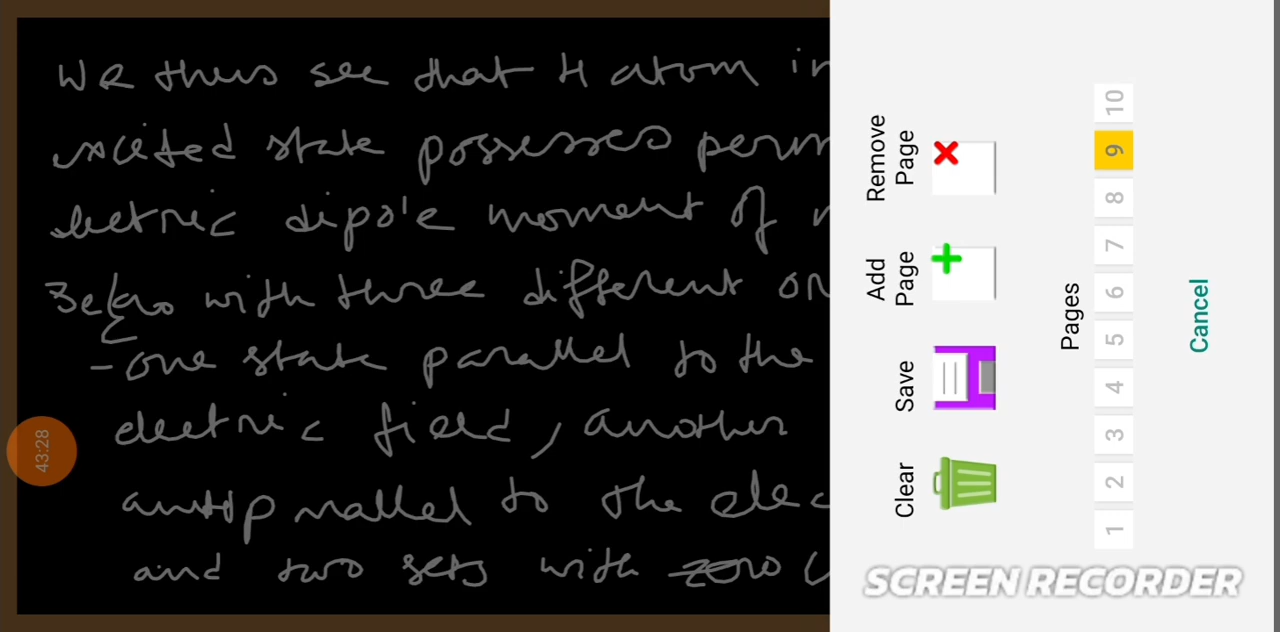 We thus see that H atom in
excited state possesses perm
electric dipole moment of
zero with three different
- one state parallel to the
electric field, another
antiparallel to the elec
and two sets with zero
43:28
Remove Page
Add Page
Save
Clear
Pages
10
9
8
7
6
5
4
3
2
1
Cancel
SCREEN RECORDER